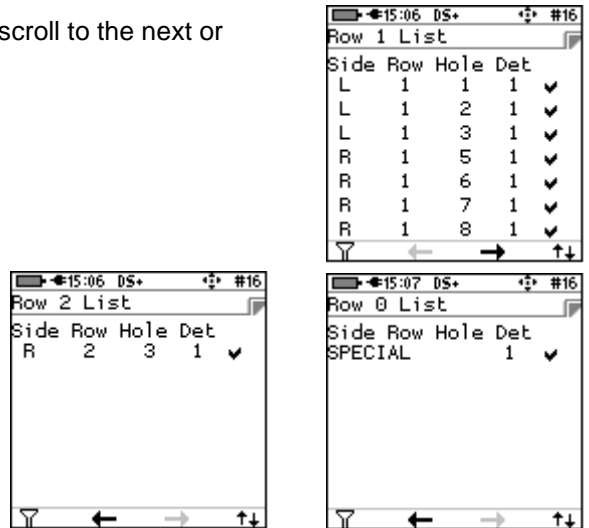 scroll to the next or
15:06 DS+ #16
Row 1 List
Side Row Hole Det
L 1 1 1
L 1 2 1
L 1 3 1
R 1 5 1
R 1 6 1
R 1 7 1
R 1 8 1
15:06 DS+ #16
Row 2 List
Side Row Hole Det
R 2 3 1
15:07 DS+ #16
Row 0 List
Side Row Hole Det
SPECIAL 1